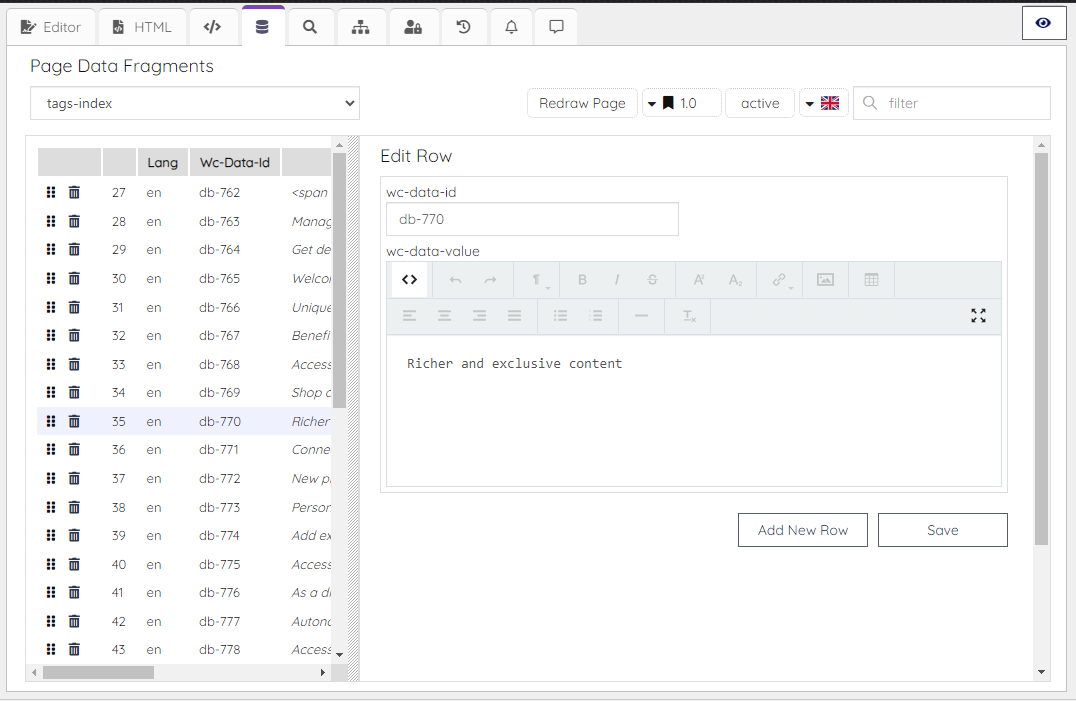 Editor HTML
Page Data Fragments
tags-index
Redraw Page 1.0 active filter
Lang Wc-Data-Id
27 en db-762 <span
28 en db-763 Manag
29 en db-764 Get de
30 en db-765 Welco
31 en db-766 Unique
32 en db-767 Benefi
33 en db-768 Access
34 en db-769 Shop c
35 en db-770 Richer
36 en db-771 Conne
37 en db-772 New p
38 en db-773 Person
39 en db-774 Add ex
40 en db-775 Access
41 en db-776 As a di
42 en db-777 Autono
43 en db-778 Access
Edit Row
wc-data-id
db-770
wc-data-value
Richer and exclusive content
Add New Row Save